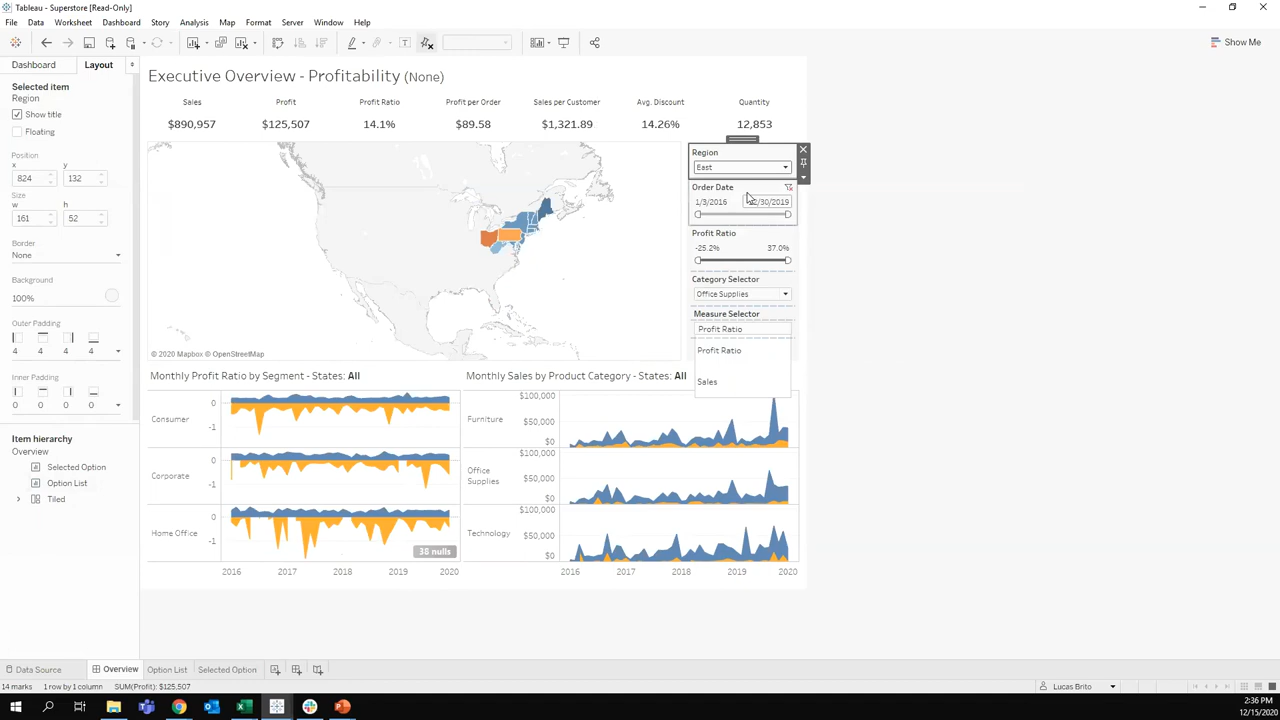 Tableau - Superstore [Read-Only]
File Data Worksheet Dashboard Story Analysis Map Format Server Window Help
Show Me
Dashboard Layout
Selected item
Region
Show title
Floating
Position
x y
824 132
Size
w h
161 52
Border
None
Background
100%
Outer Padding
4 4 4 4
Inner Padding
0 0 0 0
Item hierarchy
Overview
Selected Option
Option List
Tiled
Executive Overview - Profitability (None)
Sales Profit Profit Ratio Profit per Order Sales per Customer Avg. Discount Quantity
$890,957 $125,507 14.1% $89.58 $1,321.89 14.26% 12,853
© 2020 Mapbox © OpenStreetMap
Region
East
Order Date
1/3/2016 12/30/2019
Profit Ratio
-25.2% 37.0%
Category Selector
Office Supplies
Measure Selector
Profit Ratio
Profit Ratio
Sales
Monthly Profit Ratio by Segment - States: All
Consumer
0
-1
Corporate
0
-1
Home Office
0
-1
38 nulls
2016 2017 2018 2019 2020
Monthly Sales by Product Category - States: All
Furniture
$100,000
$50,000
$0
Office
Supplies
$100,000
$50,000
$0
Technology
$100,000
$50,000
$0
2016 2017 2018 2019 2020
Data Source Overview Option List Selected Option
14 marks 1 row by 1 column SUM(Profit): $125,507
Lucas Brito
2:36 PM
12/15/2020